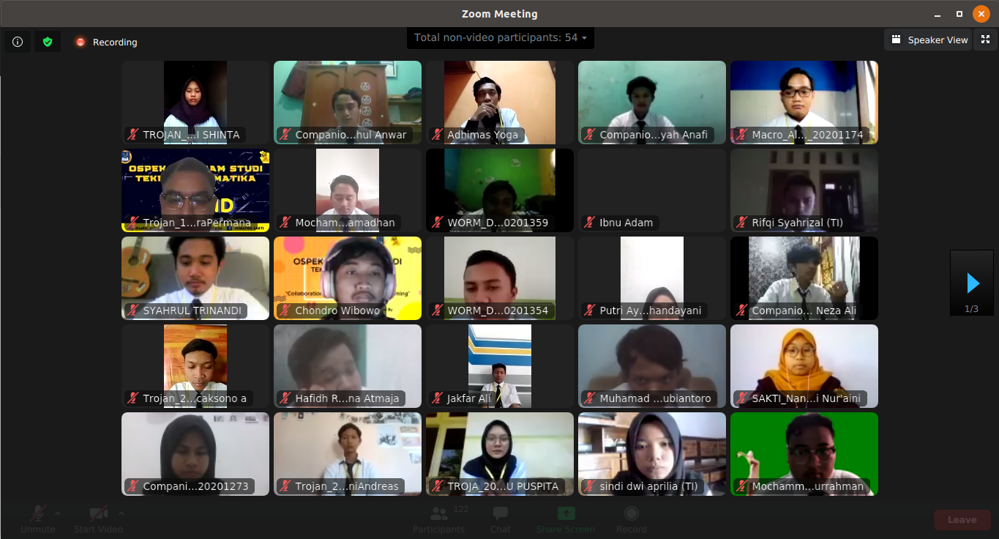 Zoom Meeting
Recording
Total non-video participants: 54
Speaker View
TROJAN_...I SHINTA
Companio...hul Anwar
Adhimas Yoga
Companio...yah Anafi
Macro_Al..._20201174
OSPEK
AM STUDI
TEK
MATIKA
ND
Trojan_1...raPermana
Mocham...amadhan
WORM_D...0201359
Ibnu Adam
Rifqi Syahrizal (TI)
SYAHRUL TRINANDI
OSPEK
DI
TEK
"Collaboration
rning"
By
Chondro Wibowo
WORM_D...0201354
Putri Ay...handayani
Companio... Neza Ali
Trojan_2...caksono a
Hafidh R...na Atmaja
Jakfar Ali
Muhamad ...ubiantoro
SAKTI_Nan...i Nur'aini
1/3
Compani...20201273
Trojan_2...niAndreas
TROJA_20...U PUSPITA
sindi dwi aprilia (TI)
Mochamm...urrahman
Unmute
Start Video
Participants
122
Chat
Share Screen
Record
Leave